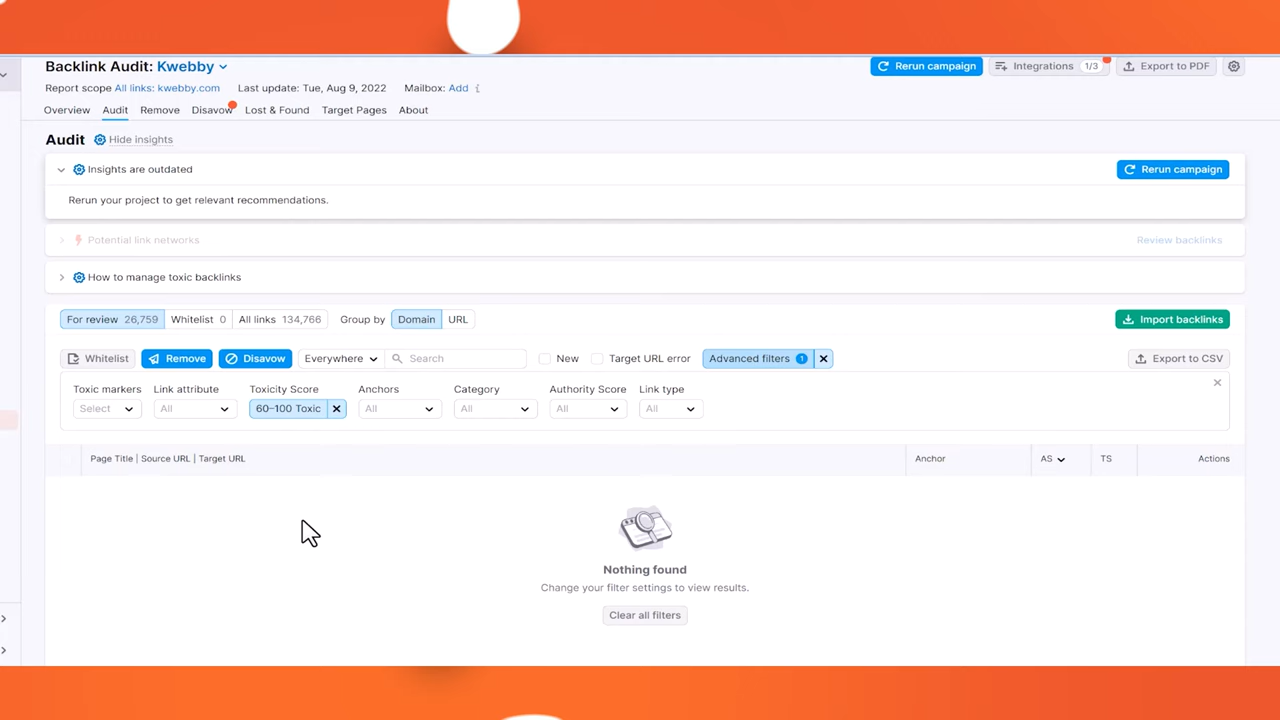 Backlink Audit: Kwebby
Rerun campaign
Integrations 1/3
Export to PDF
Report scope All links: kwebby.com Last update: Tue, Aug 9, 2022 Mailbox: Add i
Overview Audit Remove Disavow Lost & Found Target Pages About
Audit Hide insights
Insights are outdated
Rerun campaign
Rerun your project to get relevant recommendations.
Potential link networks
Review backlinks
How to manage toxic backlinks
For review 26,759 Whitelist 0 All links 134,766 Group by Domain URL
Import backlinks
Whitelist Remove Disavow Everywhere Search New Target URL error Advanced filters 1
Export to CSV
Toxic markers Link attribute Toxicity Score Anchors Category Authority Score Link type
Select All 60–100 Toxic All All All All
Page Title | Source URL | Target URL Anchor AS TS Actions
Nothing found
Change your filter settings to view results.
Clear all filters